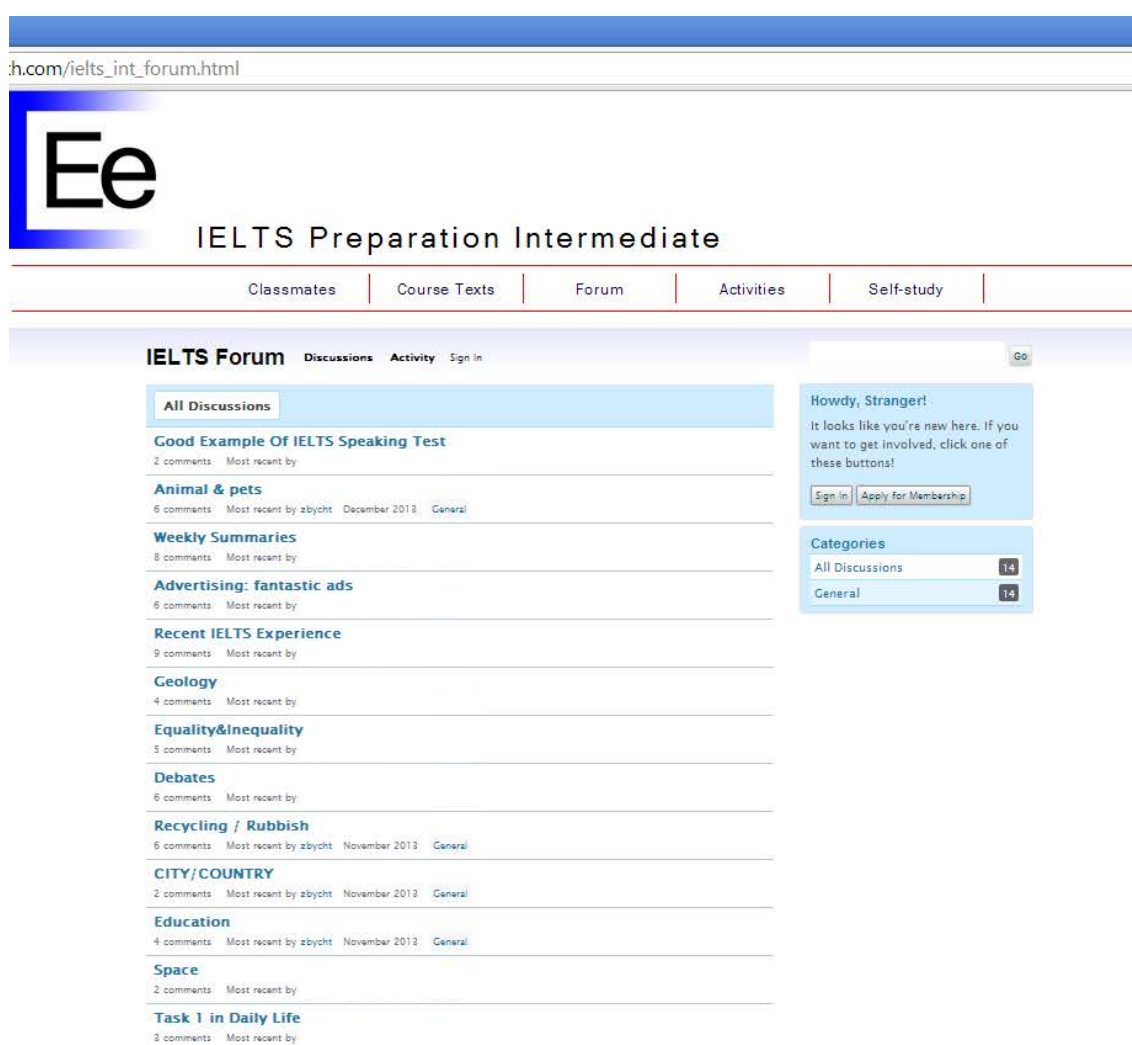 th.com/ielts_int_forum.html
Ee
IELTS Preparation Intermediate
Classmates Course Texts Forum Activities Self-study
IELTS Forum Discussions Activity Sign In
Go
All Discussions
Good Example Of IELTS Speaking Test
2 comments Most recent by
Animal & pets
6 comments Most recent by zbycht December 2013 General
Weekly Summaries
8 comments Most recent by
Advertising: fantastic ads
6 comments Most recent by
Recent IELTS Experience
9 comments Most recent by
Geology
4 comments Most recent by
Equality&Inequality
5 comments Most recent by
Debates
6 comments Most recent by
Recycling / Rubbish
6 comments Most recent by zbycht November 2013 General
CITY/COUNTRY
2 comments Most recent by zbycht November 2013 General
Education
4 comments Most recent by zbycht November 2013 General
Space
2 comments Most recent by
Task 1 in Daily Life
3 comments Most recent by
Howdy, Stranger!
It looks like you're new here. If you
want to get involved, click one of
these buttons!
Sign In Apply for Membership
Categories
All Discussions 14
General 14